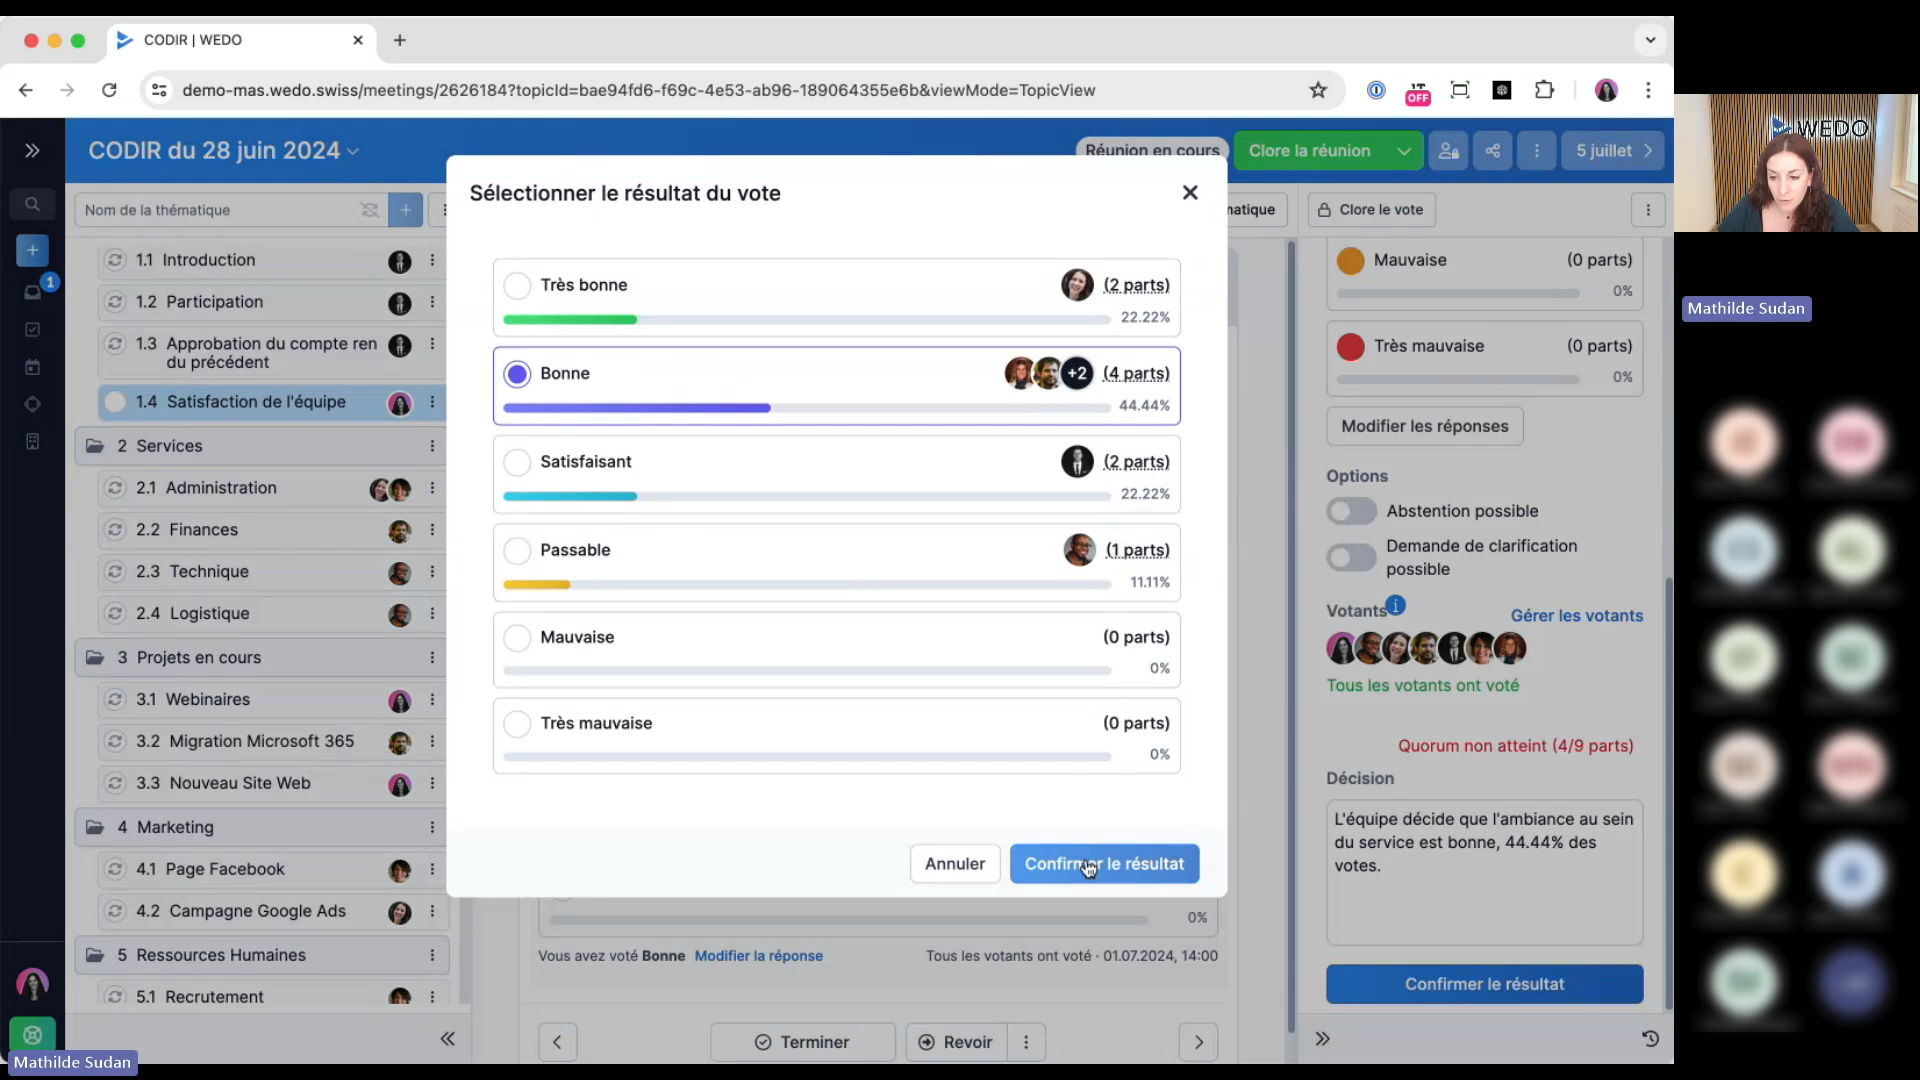 CODIR | WEDO
demo-mas.wedo.swiss/meetings/2626184?topicId=bae94fd6-f69c-4e53-ab96-189064355e6b&viewMode=TopicView
OFF
CODIR du 28 juin 2024
Réunion en cours
Clore la réunion
5 juillet
Nom de la thématique
1.1 Introduction
1.2 Participation
1.3 Approbation du compte ren
du précédent
1.4 Satisfaction de l'équipe
2 Services
2.1 Administration
2.2 Finances
2.3 Technique
2.4 Logistique
3 Projets en cours
3.1 Webinaires
3.2 Migration Microsoft 365
3.3 Nouveau Site Web
4 Marketing
4.1 Page Facebook
4.2 Campagne Google Ads
5 Ressources Humaines
5.1 Recrutement
1
Sélectionner le résultat du vote
Très bonne
(2 parts)
22.22%
Bonne
+2
(4 parts)
44.44%
Satisfaisant
(2 parts)
22.22%
Passable
(1 parts)
11.11%
Mauvaise
(0 parts)
0%
Très mauvaise
(0 parts)
0%
Annuler
Confirmer le résultat
0%
Vous avez voté Bonne Modifier la réponse
Tous les votants ont voté · 01.07.2024, 14:00
Terminer
Revoir
matique
Clore le vote
Mauvaise
(0 parts)
0%
Très mauvaise
(0 parts)
0%
Modifier les réponses
Options
Abstention possible
Demande de clarification
possible
Votants
Gérer les votants
Tous les votants ont voté
Quorum non atteint (4/9 parts)
Décision
L'équipe décide que l'ambiance au sein
du service est bonne, 44.44% des
votes.
Confirmer le résultat
WEDO
Mathilde Sudan
Mathilde Sudan